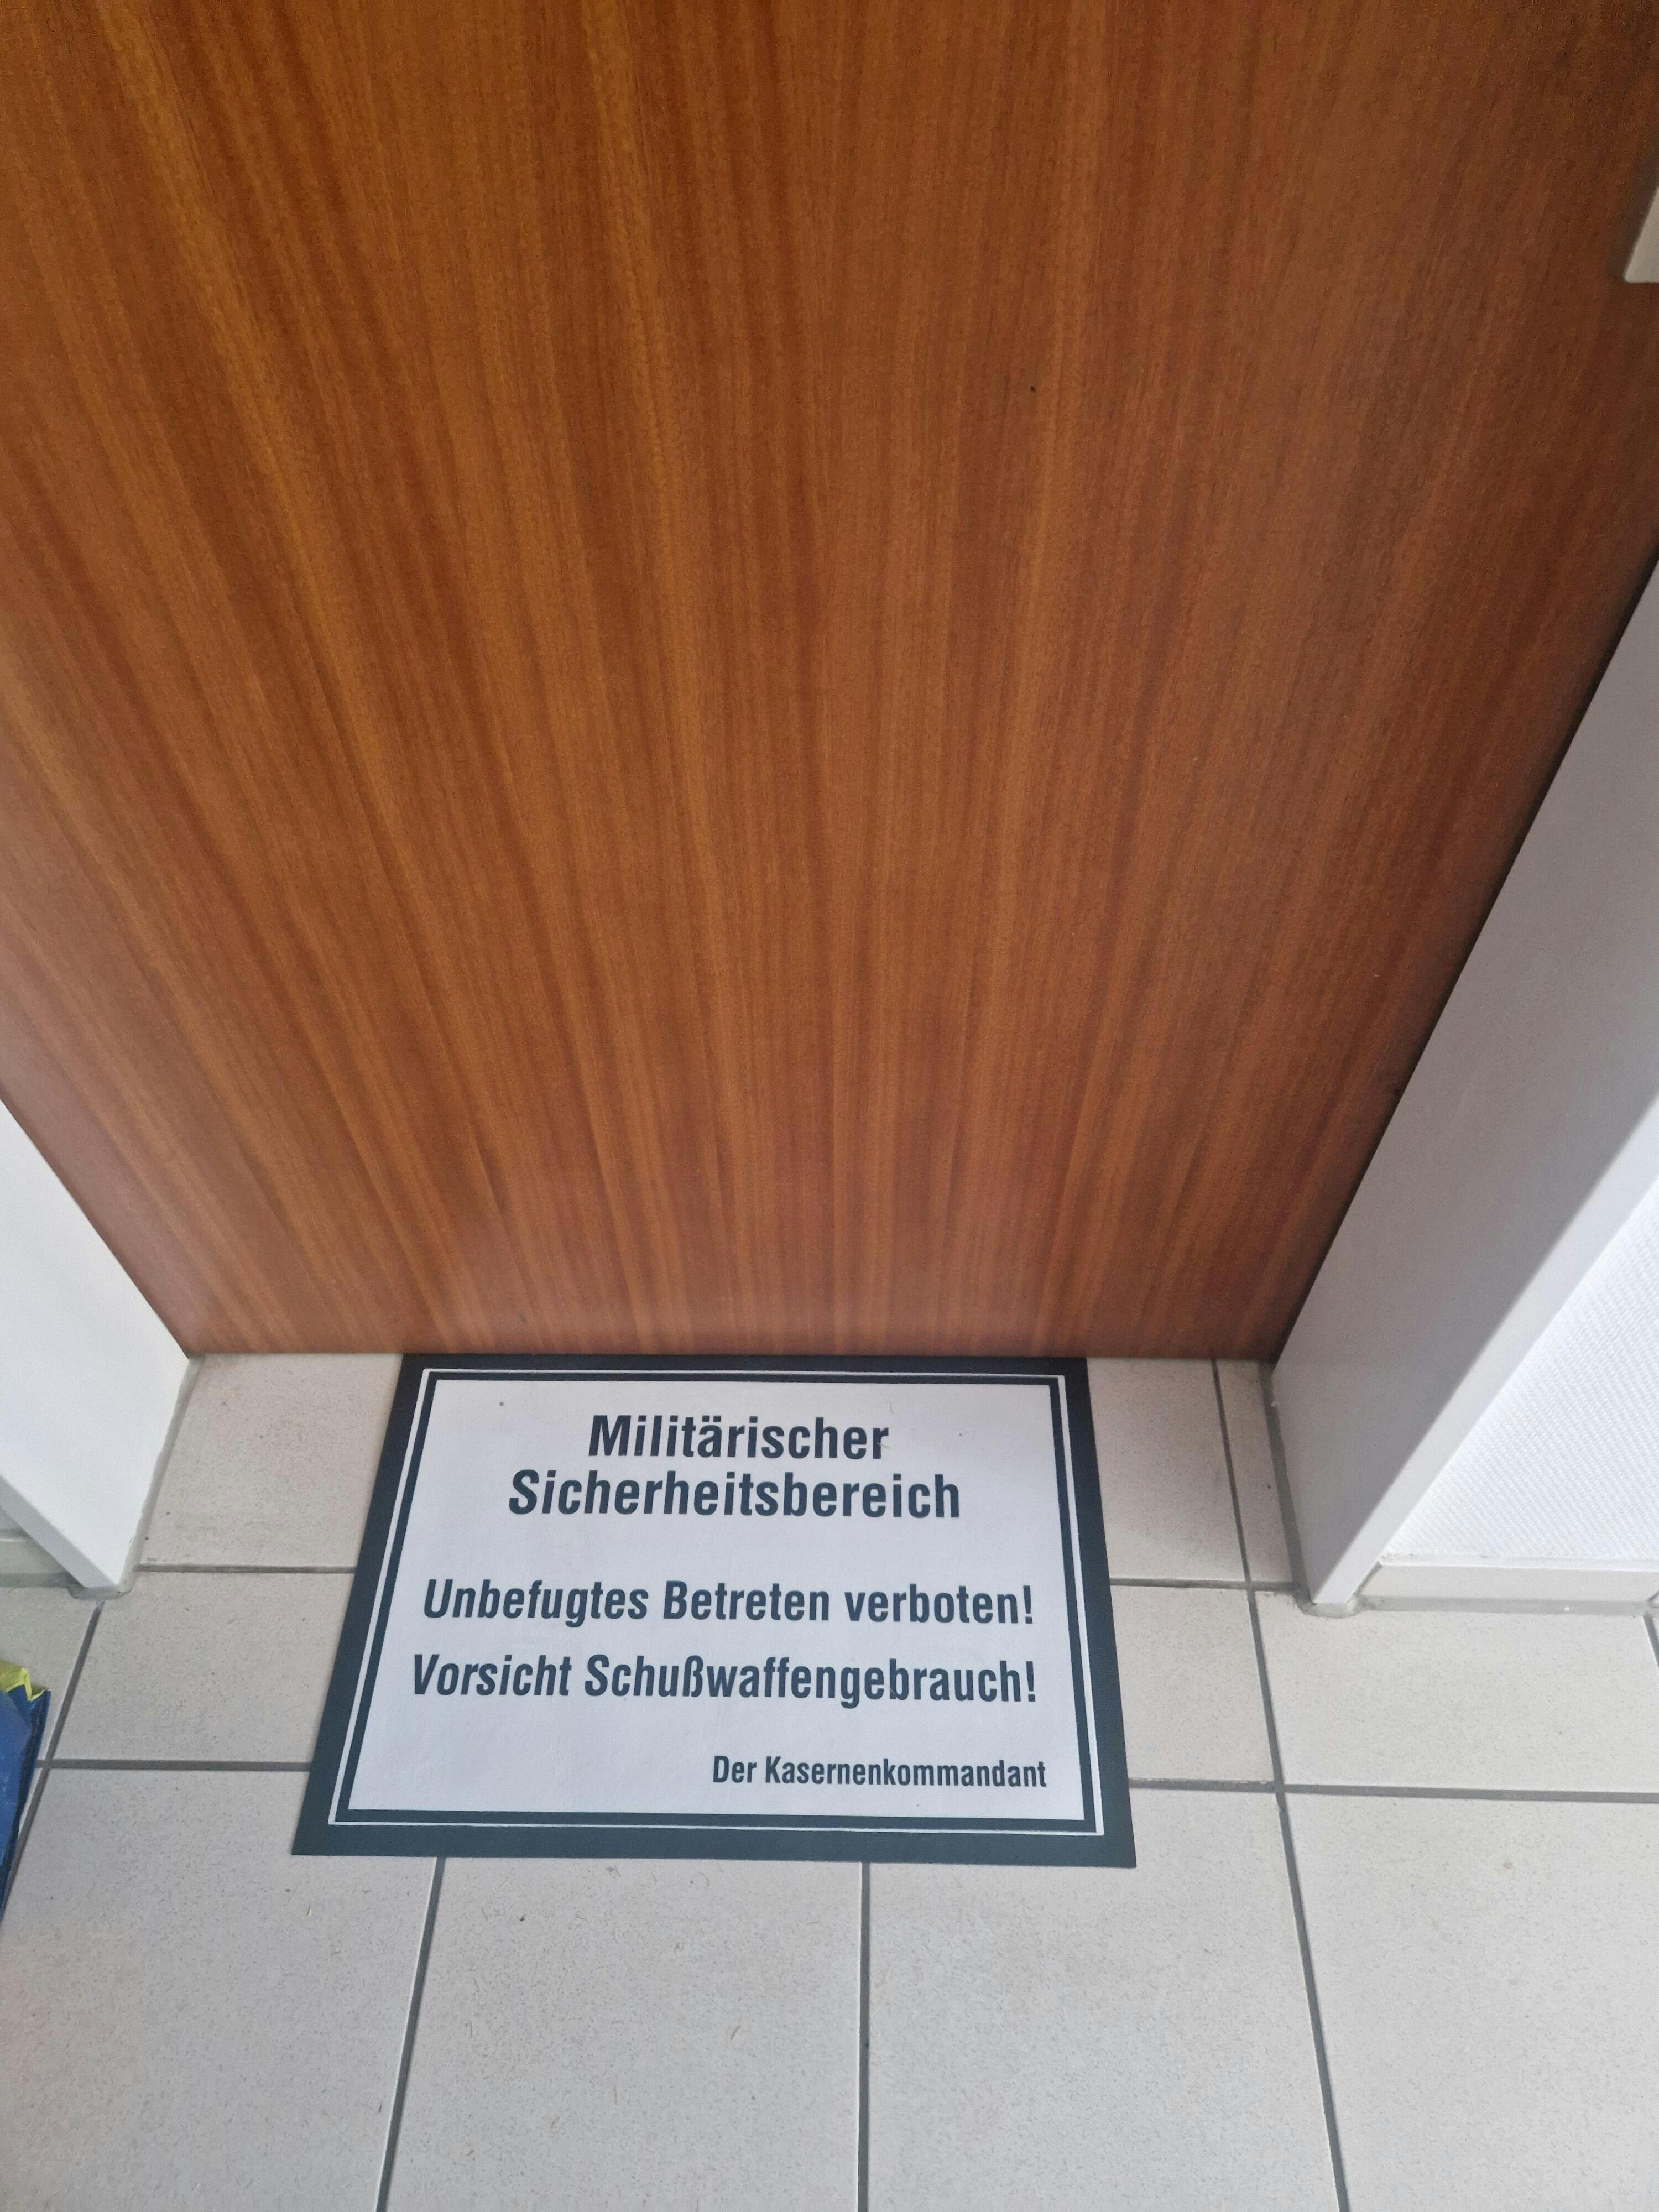 Militärischer
Sicherheitsbereich
Unbefugtes Betreten verboten!
Vorsicht Schußwaffengebrauch!
Der Kasernenkommandant